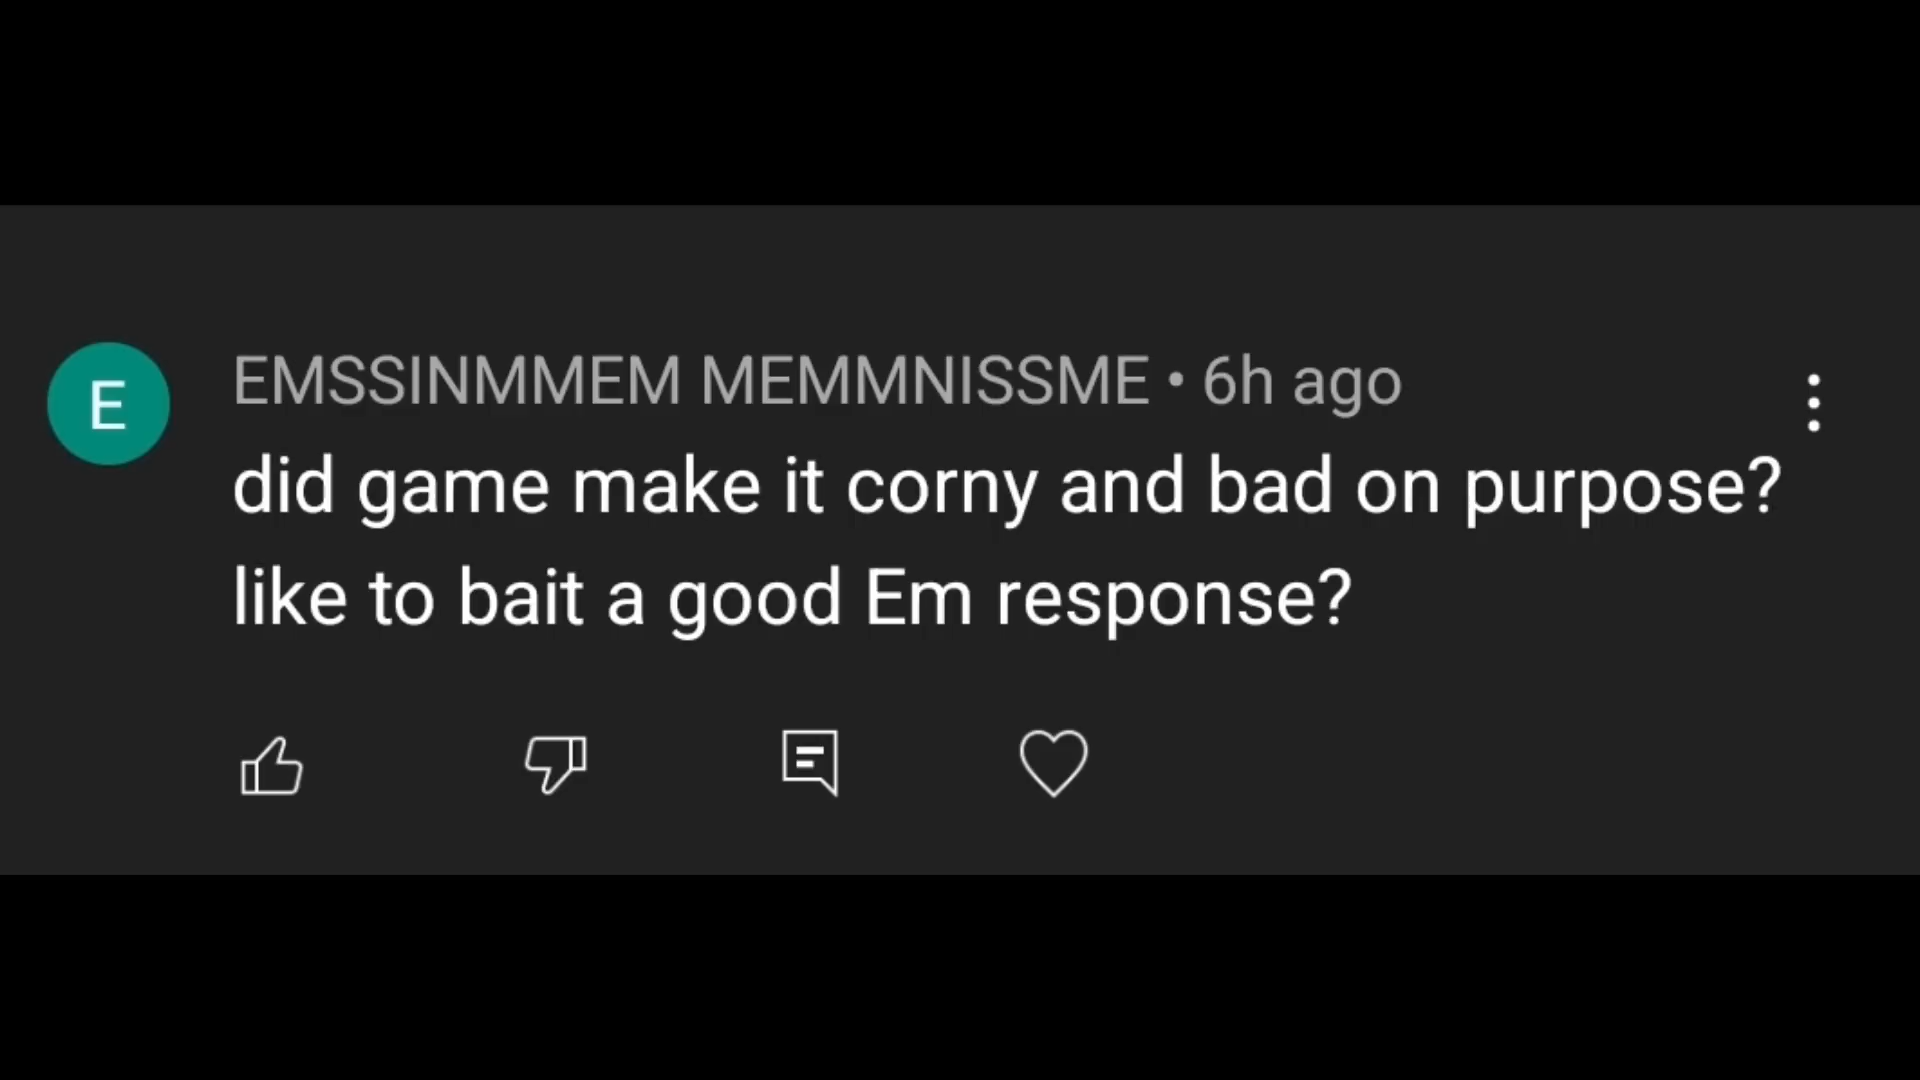 E
EMSSINMMEM MEMMNISSME • 6h ago
did game make it corny and bad on purpose?
like to bait a good Em response?